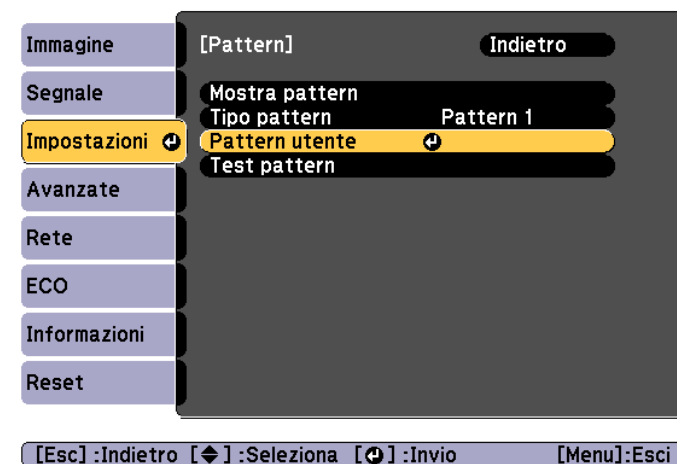 Immagine
Segnale
Impostazioni
Avanzate
Rete
ECO
Informazioni
Reset
[Pattern] Indietro
Mostra pattern
Tipo pattern Pattern 1
Pattern utente
Test pattern
[Esc] :Indietro [◆] :Seleziona [⏎] :Invio [Menu]:Esci